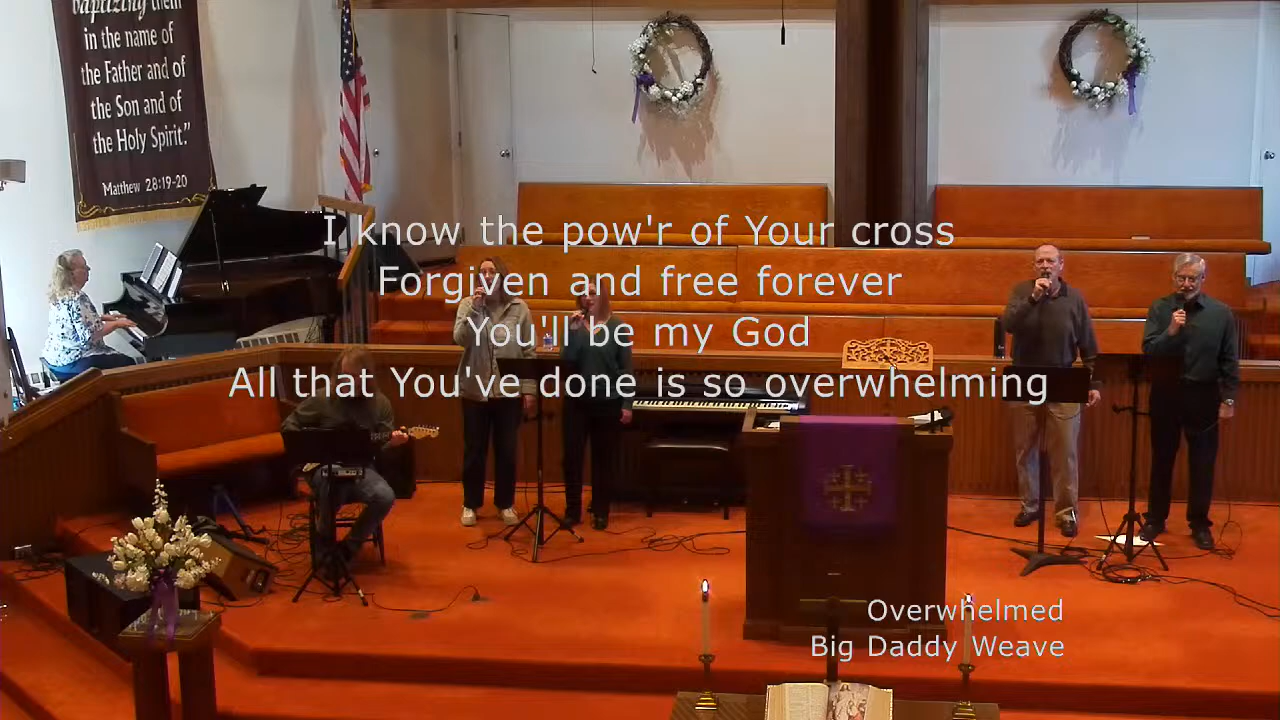 baptizing them
in the name of
the Father and of
the Son and of
the Holy Spirit."
Matthew 28:19-20
I know the pow'r of Your cross
Forgiven and free forever
You'll be my God
All that You've done is so overwhelming
Overwhelmed
Big Daddy Weave